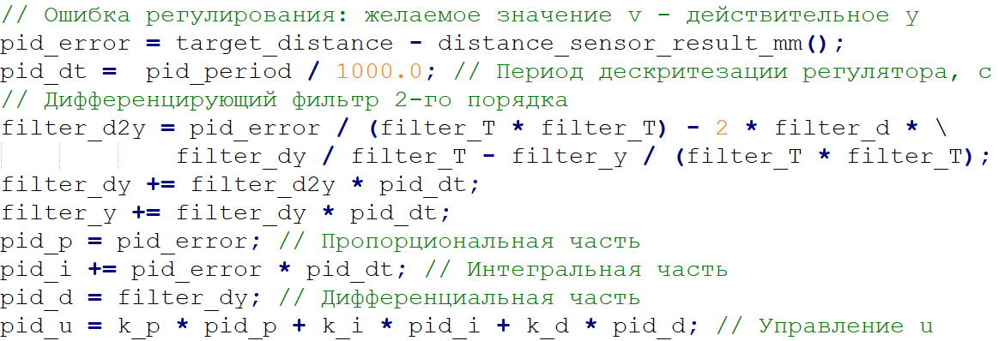 // Ошибка регулирования: желаемое значение v - действительное y
pid_error = target_distance - distance_sensor_result_mm();
pid_dt =  pid_period / 1000.0; // Период дескритезации регулятора, с
// Дифференцирующий фильтр 2-го порядка
filter_d2y = pid_error / (filter_T * filter_T) - 2 * filter_d * \
            filter_dy / filter_T - filter_y / (filter_T * filter_T);
filter_dy += filter_d2y * pid_dt;
filter_y += filter_dy * pid_dt;
pid_p = pid_error; // Пропорциональная часть
pid_i += pid_error * pid_dt; // Интегральная часть
pid_d = filter_dy; // Дифференциальная часть
pid_u = k_p * pid_p + k_i * pid_i + k_d * pid_d; // Управление u